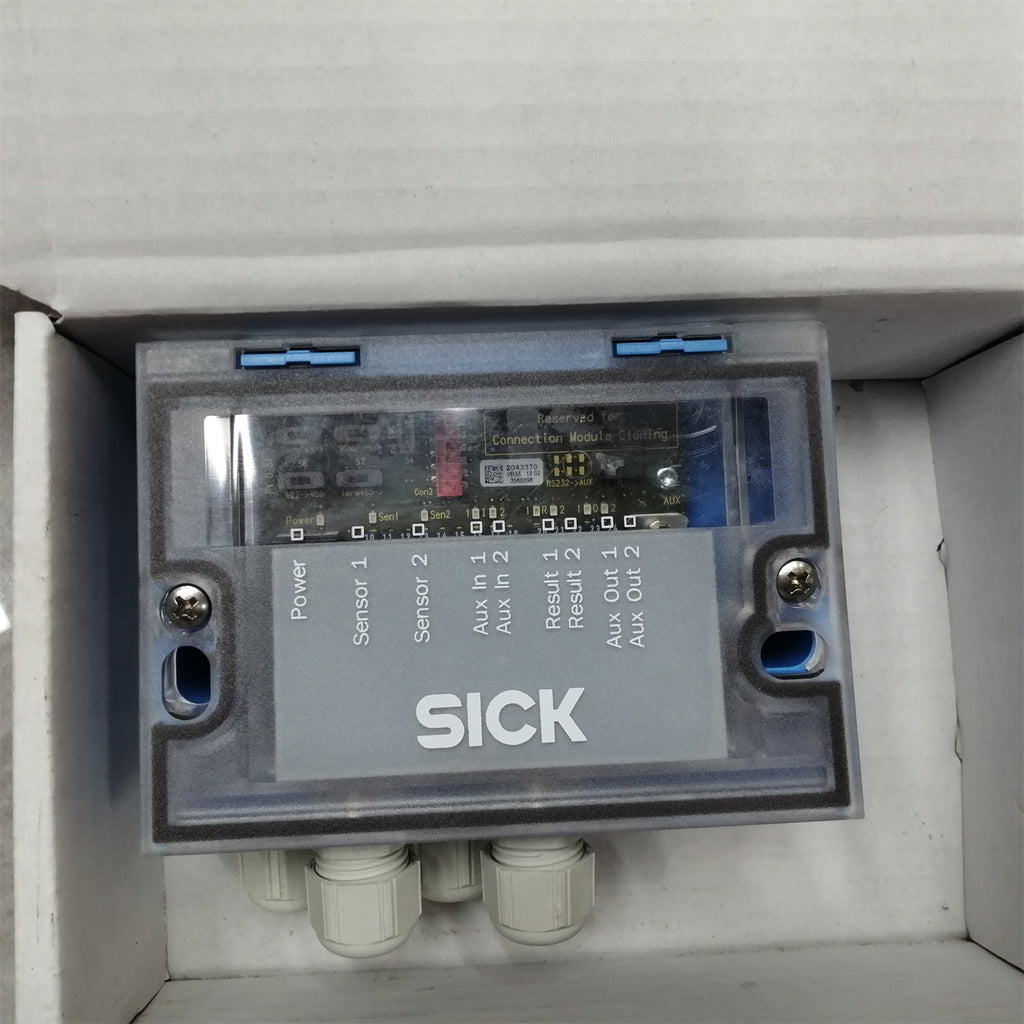 Reserved for
Connection Module Cloning
S7
2043370
RS232->AUX
Con2
AUX
Power
Sen1
Sen2
Power
Sensor 1
Sensor 2
Aux In 1
Aux In 2
Result 1
Result 2
Aux Out 1
Aux Out 2
SICK